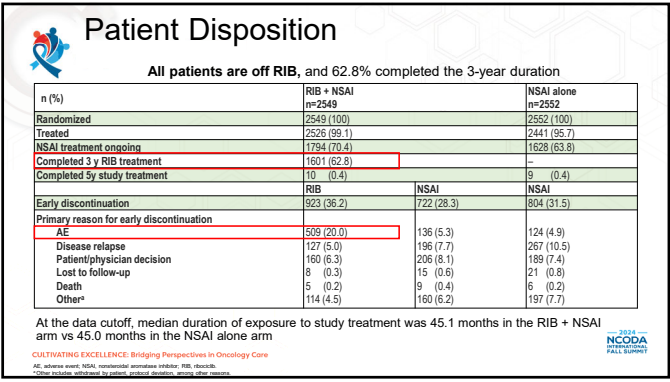 Patient Disposition
All patients are off RIB, and 62.8% completed the 3-year duration
n (%) RIB + NSAI n=2549 NSAI alone n=2552
Randomized 2549 (100) 2552 (100)
Treated 2526 (99.1) 2441 (95.7)
NSAI treatment ongoing 1794 (70.4) 1628 (63.8)
Completed 3 y RIB treatment 1601 (62.8) –
Completed 5y study treatment 10 (0.4) 9 (0.4)
RIB NSAI NSAI
Early discontinuation 923 (36.2) 722 (28.3) 804 (31.5)
Primary reason for early discontinuation
AE 509 (20.0) 136 (5.3) 124 (4.9)
Disease relapse 127 (5.0) 196 (7.7) 267 (10.5)
Patient/physician decision 160 (6.3) 206 (8.1) 189 (7.4)
Lost to follow-up 8 (0.3) 15 (0.6) 21 (0.8)
Death 5 (0.2) 9 (0.4) 6 (0.2)
Otherᵃ 114 (4.5) 160 (6.2) 197 (7.7)
At the data cutoff, median duration of exposure to study treatment was 45.1 months in the RIB + NSAI
arm vs 45.0 months in the NSAI alone arm
CULTIVATING EXCELLENCE: Bridging Perspectives in Oncology Care
AE, adverse event; NSAI, nonsteroidal aromatase inhibitor; RIB, ribociclib.
ᵃ Other includes withdrawal by patient, protocol deviation, among other reasons.
2024
NCODA
INTERNATIONAL
FALL SUMMIT